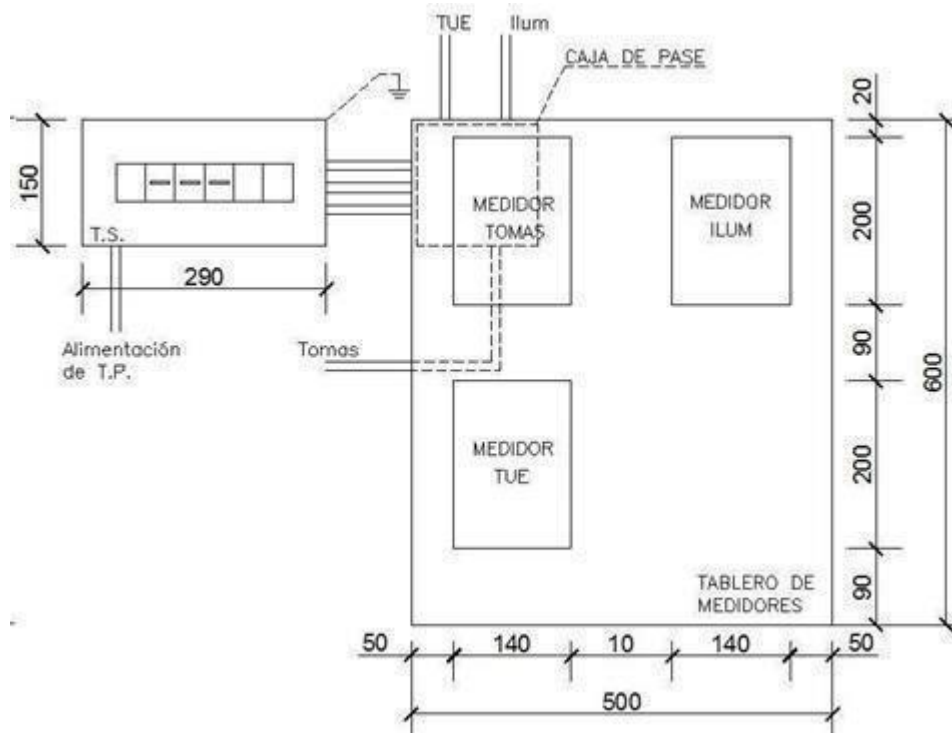 TUE
Ilum
CAJA DE PASE
20
150
MEDIDOR
TOMAS
MEDIDOR
ILUM
200
T.S.
290
Alimentación
de T.P.
Tomas
90
600
MEDIDOR
TUE
200
TABLERO DE
MEDIDORES
90
50
140
10
140
50
500